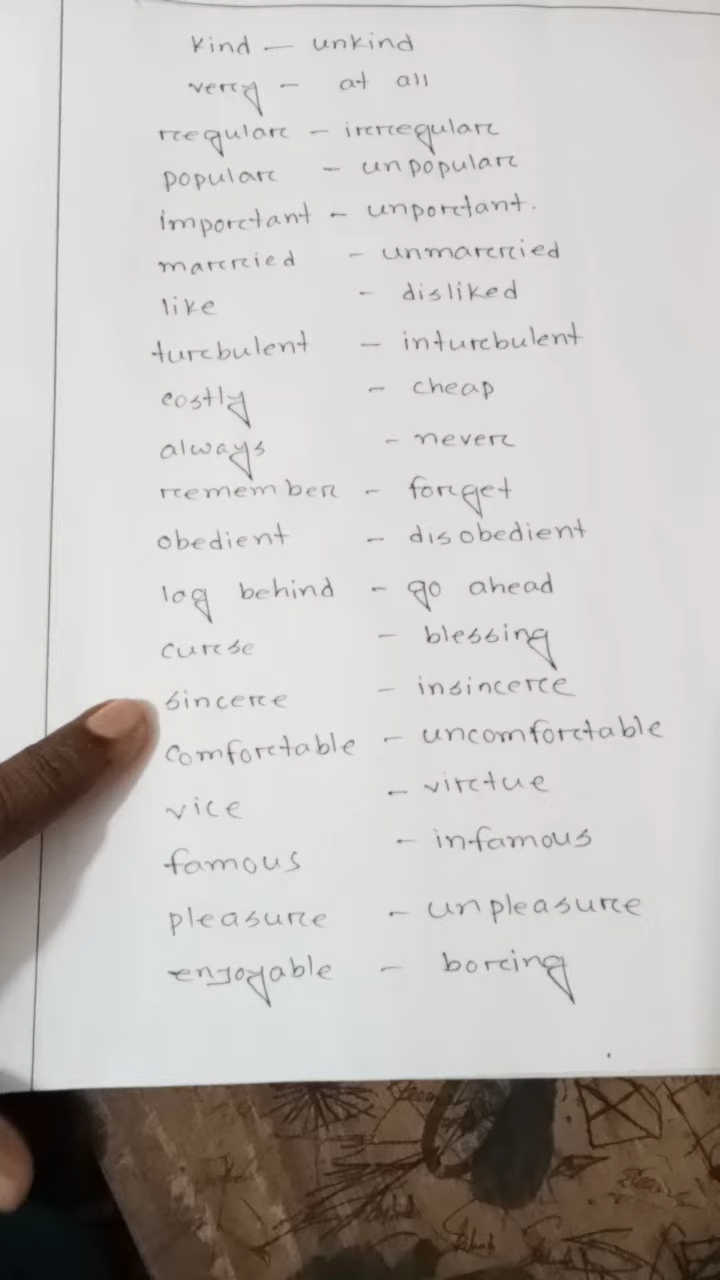 kind - unkind
very - at all
regular - irregular
popular - unpopular
important - unportant.
married - unmarried
like - disliked
turbulent - inturbulent
costly - cheap
always - never
remember - forget
obedient - disobedient
lag behind - go ahead
curse - blessing
sincere - insincere
comfortable - uncomfortable
vice - virtue
famous - infamous
pleasure - unpleasure
enjoyable - boring